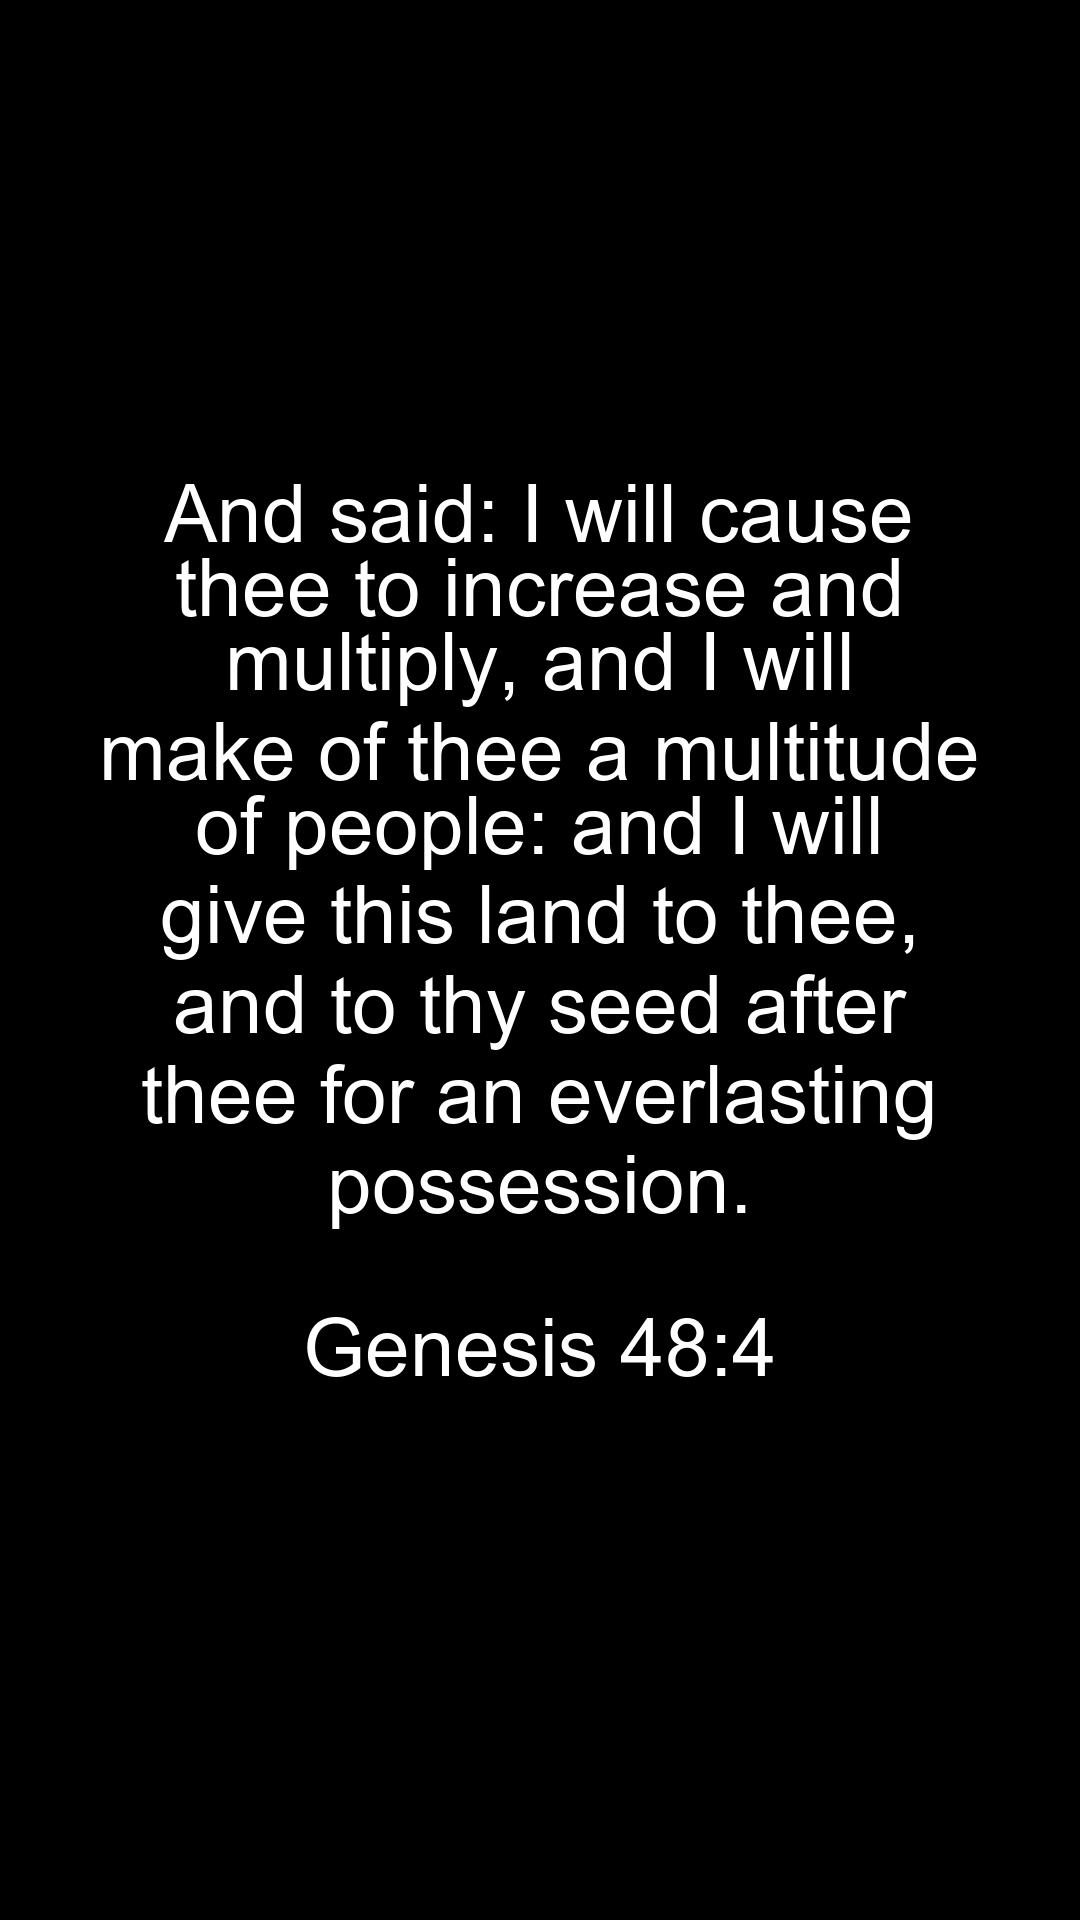 And said: I will cause
thee to increase and
multiply, and I will
make of thee a multitude
of people: and I will
give this land to thee,
and to thy seed after
thee for an everlasting
possession.
Genesis 48:4